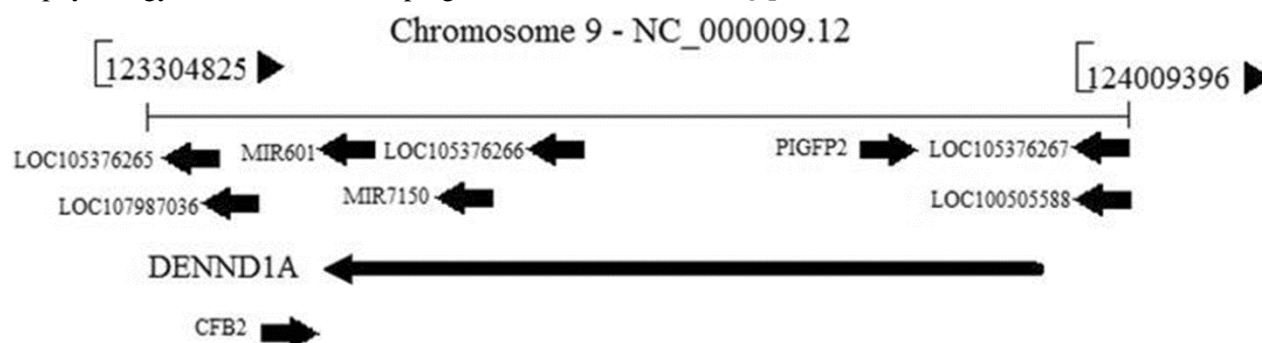 Chromosome 9 - NC_000009.12
123304825
124009396
LOC105376265
MIR601
LOC105376266
PIGFP2
LOC105376267
LOC107987036
MIR7150
LOC100505588
DENND1A
CFB2